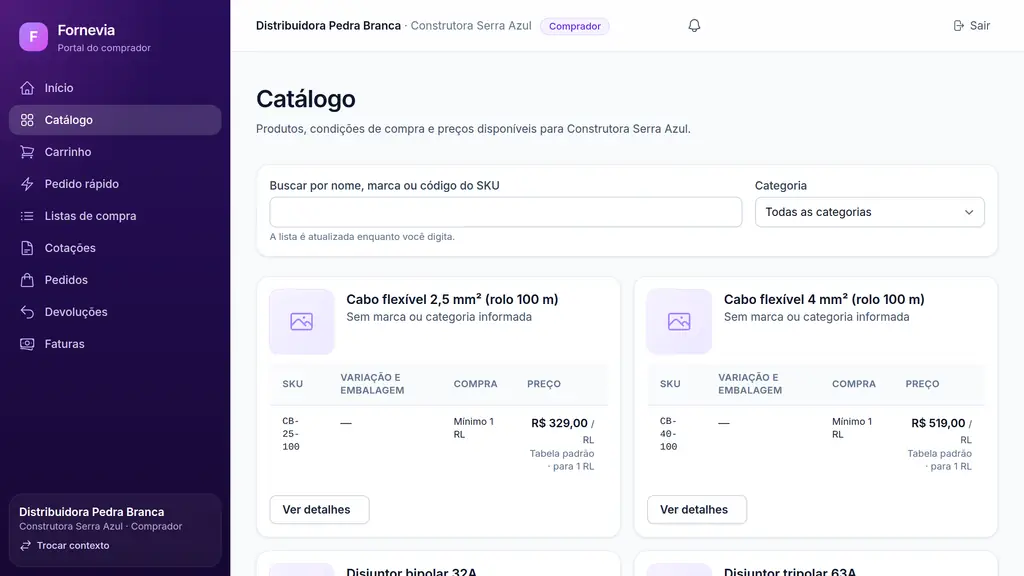 F
Fornevia
Portal do comprador
Início
Catálogo
Carrinho
Pedido rápido
Listas de compra
Cotações
Pedidos
Devoluções
Faturas
Distribuidora Pedra Branca
Construtora Serra Azul · Comprador
Trocar contexto
Distribuidora Pedra Branca · Construtora Serra Azul Comprador
Sair
Catálogo
Produtos, condições de compra e preços disponíveis para Construtora Serra Azul.
Buscar por nome, marca ou código do SKU
A lista é atualizada enquanto você digita.
Categoria
Todas as categorias
Cabo flexível 2,5 mm² (rolo 100 m)
Sem marca ou categoria informada
SKU VARIAÇÃO E COMPRA PREÇO
EMBALAGEM
CB- — Mínimo 1 R$ 329,00 /
25- RL RL
100 Tabela padrão
· para 1 RL
Ver detalhes
Cabo flexível 4 mm² (rolo 100 m)
Sem marca ou categoria informada
SKU VARIAÇÃO E COMPRA PREÇO
EMBALAGEM
CB- — Mínimo 1 R$ 519,00 /
40- RL RL
100 Tabela padrão
· para 1 RL
Ver detalhes
Disjuntor bipolar 32A
Disjuntor tripolar 63A